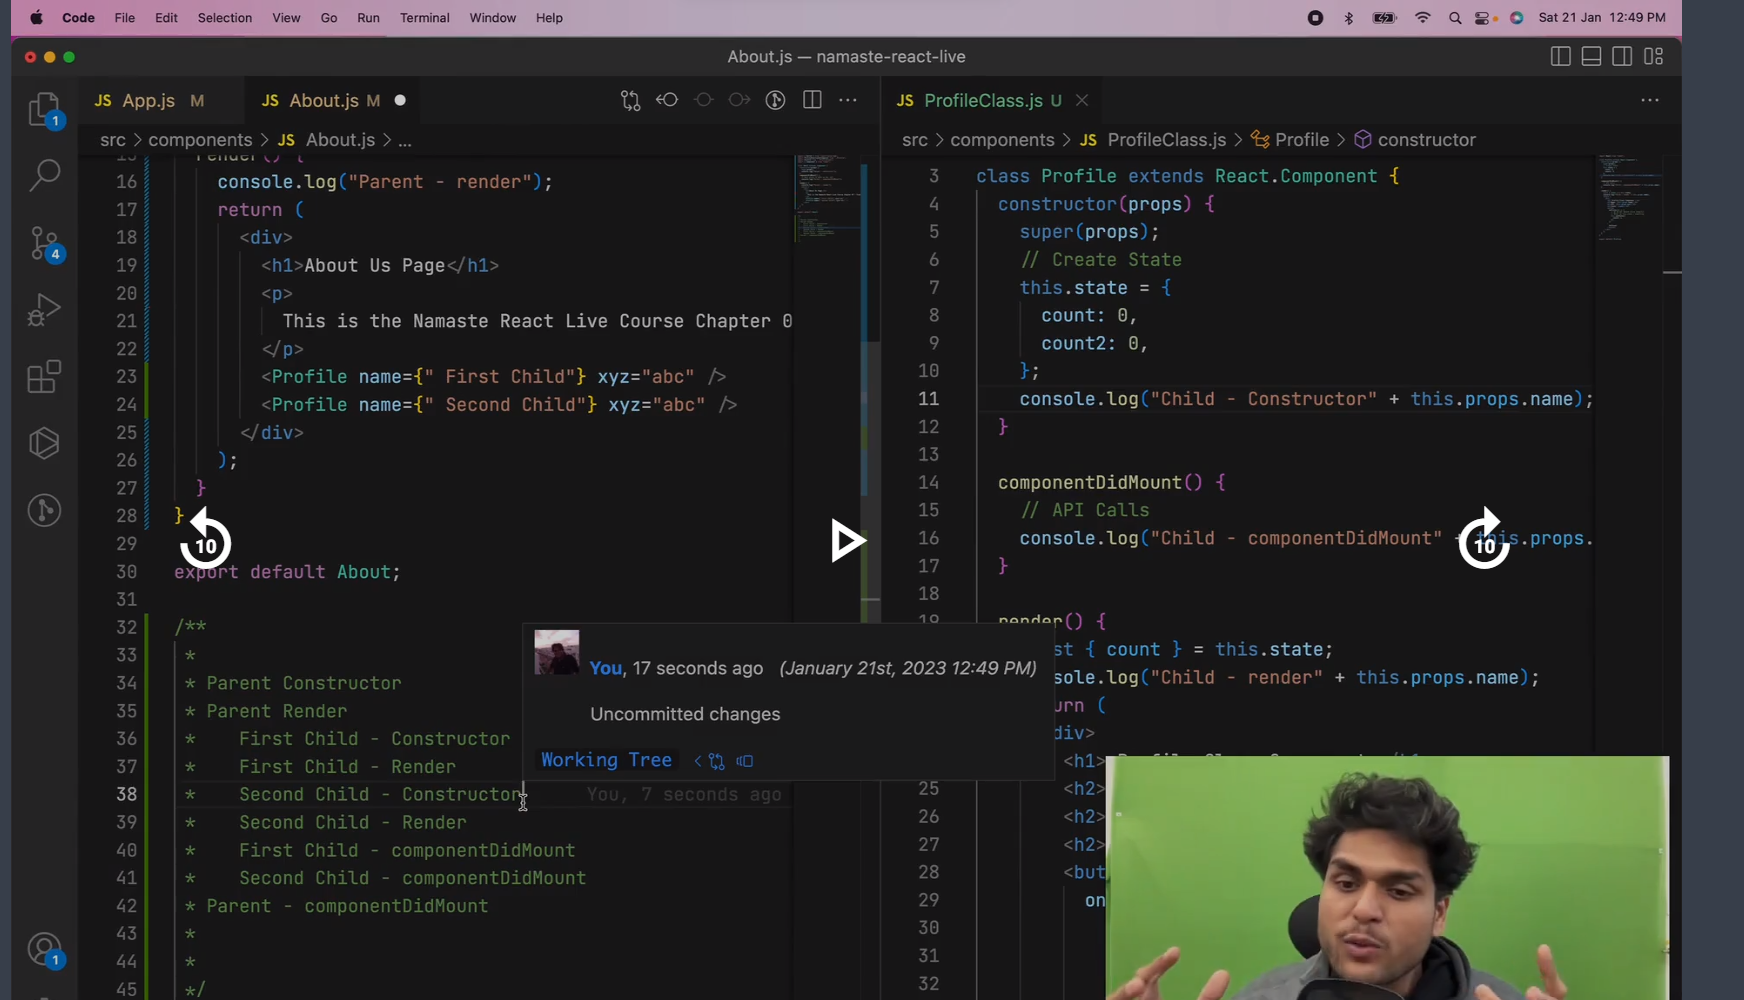 Code File Edit Selection View Go Run Terminal Window Help Sat 21 Jan 12:49 PM
About.js — namaste-react-live
JS App.js M JS About.js M
src > components > JS About.js > ...
15 render() {
16 console.log("Parent - render");
17 return (
18 <div>
19 <h1>About Us Page</h1>
20 <p>
21 This is the Namaste React Live Course Chapter 0
22 </p>
23 <Profile name={" First Child"} xyz="abc" />
24 <Profile name={" Second Child"} xyz="abc" />
25 </div>
26 );
27 }
28 }
29
30 export default About;
31
32 /**
33 *
34 * Parent Constructor
35 * Parent Render
36 * First Child - Constructor
37 * First Child - Render
38 * Second Child - Constructor You, 7 seconds ago
39 * Second Child - Render
40 * First Child - componentDidMount
41 * Second Child - componentDidMount
42 * Parent - componentDidMount
43 *
44 *
45 */
1
4
1
10
10
You, 17 seconds ago (January 21st, 2023 12:49 PM)
Uncommitted changes
Working Tree
JS ProfileClass.js U
src > components > JS ProfileClass.js > Profile > constructor
3 class Profile extends React.Component {
4 constructor(props) {
5 super(props);
6 // Create State
7 this.state = {
8 count: 0,
9 count2: 0,
10 };
11 console.log("Child - Constructor" + this.props.name);
12 }
13
14 componentDidMount() {
15 // API Calls
16 console.log("Child - componentDidMount" + this.props.
17 }
18
19 render() {
st { count } = this.state;
sole.log("Child - render" + this.props.name);
urn (
div>
<h1>
25 <h2>
26 <h2>
27 <h2>
28 <but
29 on
30
31
32